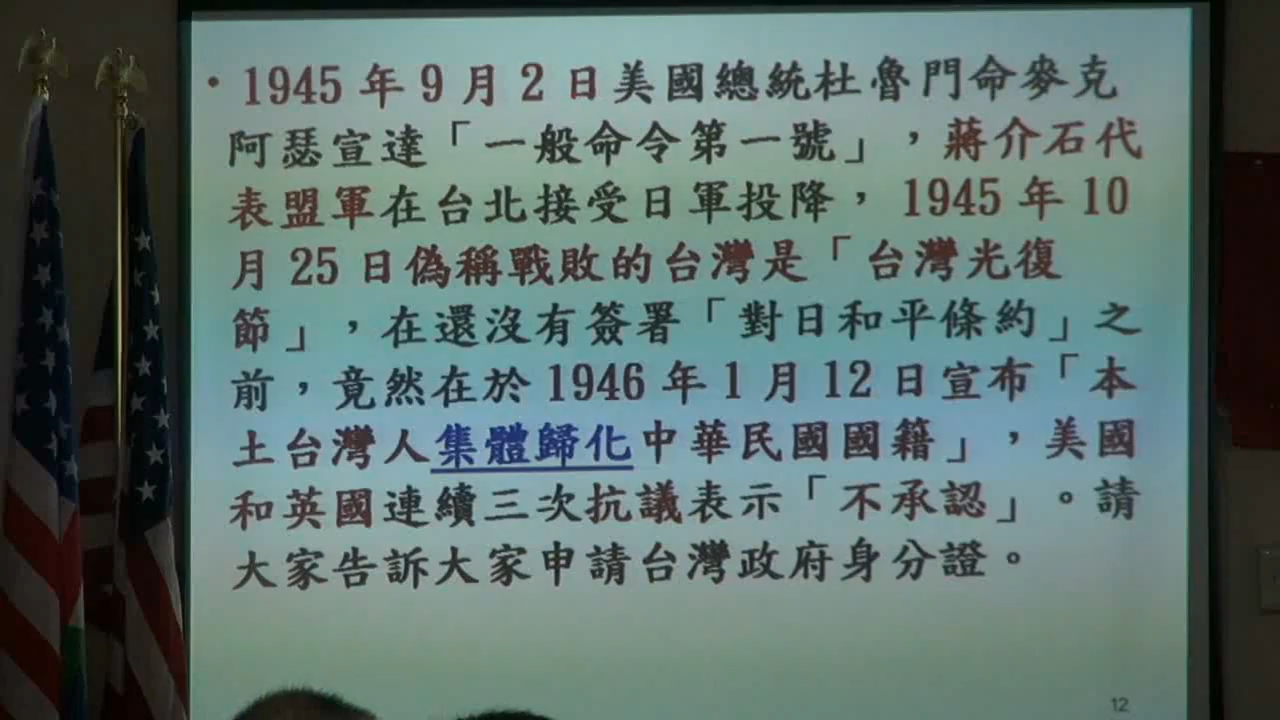 • 1945 年 9 月 2 日美國總統杜魯門命麥克
阿瑟宣達「一般命令第一號」，蔣介石代
表盟軍在台北接受日軍投降，1945 年 10
月 25 日偽稱戰敗的台灣是「台灣光復
節」，在還沒有簽署「對日和平條約」之
前，竟然在於 1946 年 1 月 12 日宣布「本
土台灣人集體歸化中華民國國籍」，美國
和英國連續三次抗議表示「不承認」。請
大家告訴大家申請台灣政府身分證。
12